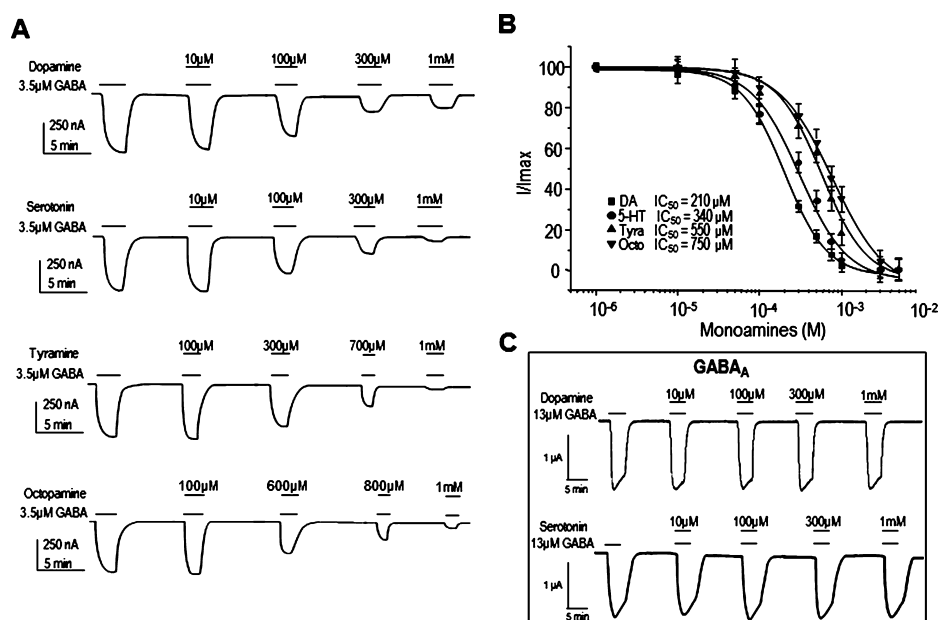 A
Dopamine 10µM 100µM 300µM 1mM
3.5µM GABA
250 nA
5 min
Serotonin 10µM 100µM 300µM 1mM
3.5µM GABA
250 nA
5 min
Tyramine 100µM 300µM 700µM 1mM
3.5µM GABA
250 nA
5 min
Octopamine 100µM 600µM 800µM 1mM
3.5µM GABA
250 nA
5 min
B
I/Imax
100
80
60
40
20
0
DA IC50 = 210 µM
5-HT IC50 = 340 µM
Tyra IC50 = 550 µM
Octo IC50 = 750 µM
10-6 10-5 10-4 10-3 10-2
Monoamines (M)
C
GABAA
Dopamine 10µM 100µM 300µM 1mM
13µM GABA
1 µA
5 min
Serotonin 10µM 100µM 300µM 1mM
13µM GABA
1 µA
5 min